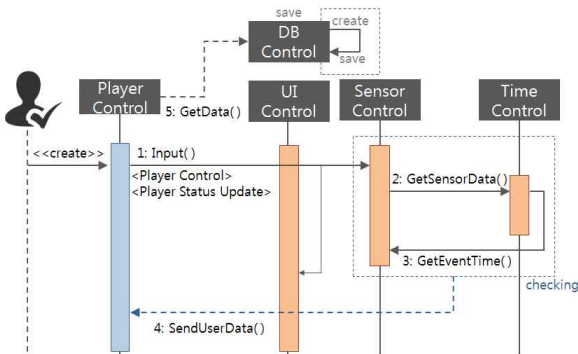 save
create
DB
Control
save
Player
Control
5: GetData()
UI
Control
Sensor
Control
Time
Control
<<create>>
1: Input()
<Player Control>
<Player Status Update>
2: GetSensorData()
3: GetEventTime()
checking
4: SendUserData()